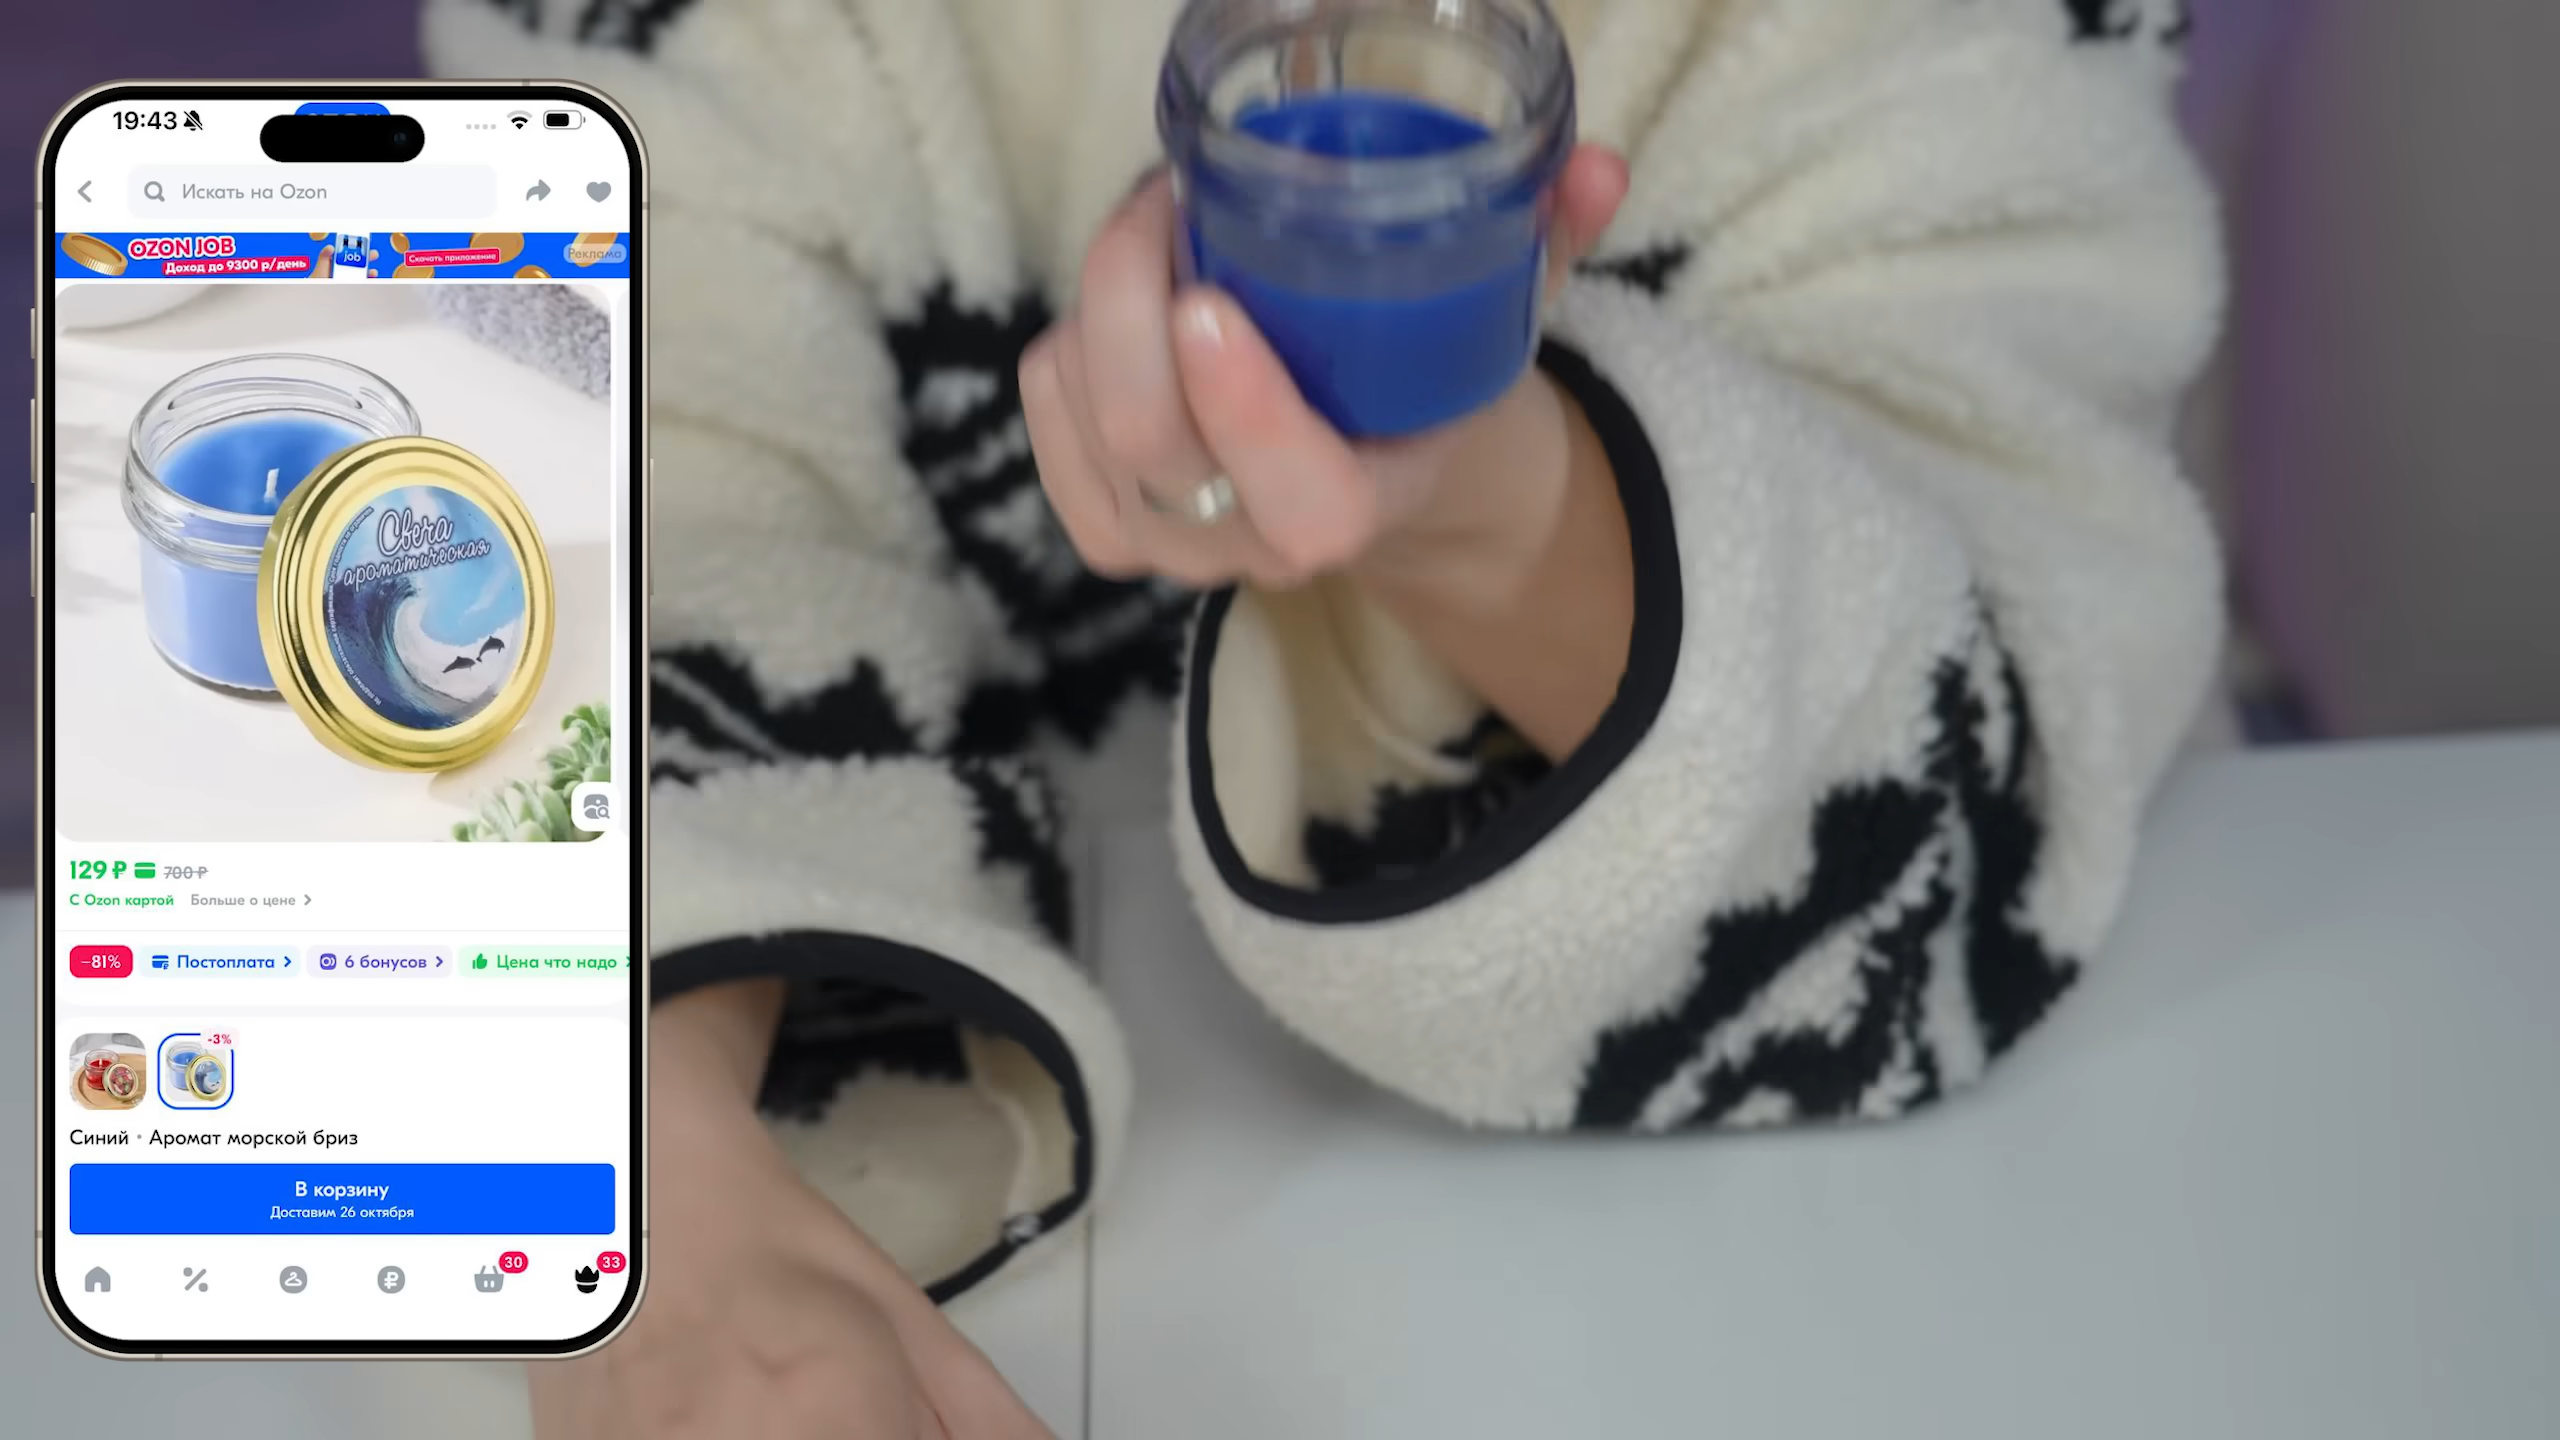 19:43
Искать на Ozon
OZON JOB
Доход до 9300 р/день
job
Скачать приложение
Реклама
Свеча
ароматическая
129 ₽ 700 ₽
С Ozon картой Больше о цене
−81% Постоплата 6 бонусов Цена что надо
-3%
Синий • Аромат морской бриз
В корзину
Доставим 26 октября
30
33